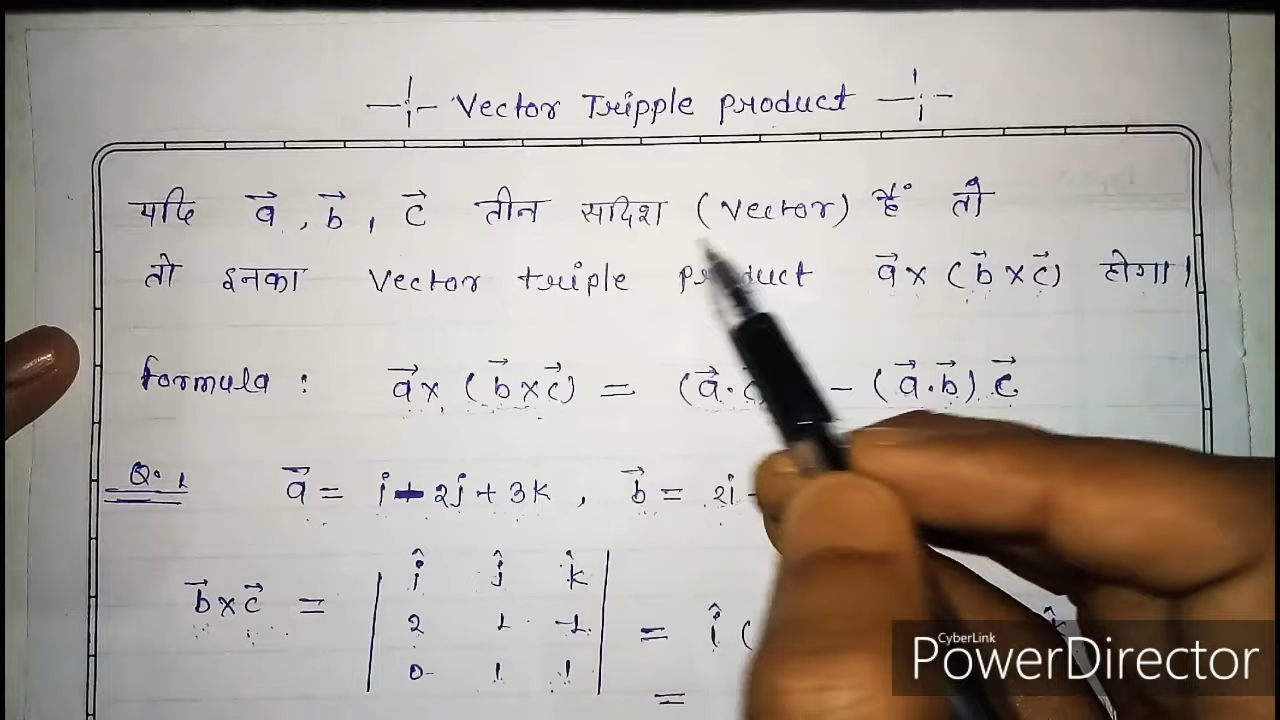 Vector Tripple product
यदि a⃗ , b⃗ , c⃗ तीन सदिश (vector) हैं तो
तो इनका Vector triple product a⃗ × (b⃗ × c⃗) होगा।
formula : a⃗ × (b⃗ × c⃗) = (a⃗ · - (a⃗ · b⃗) c⃗
Q. 1 a⃗ = i - 2j + 3k , b⃗ = 2i
b⃗ × c⃗ = | î ĵ k̂ |
2 1 -1 = î (
0 1 1
=
CyberLink
PowerDirector